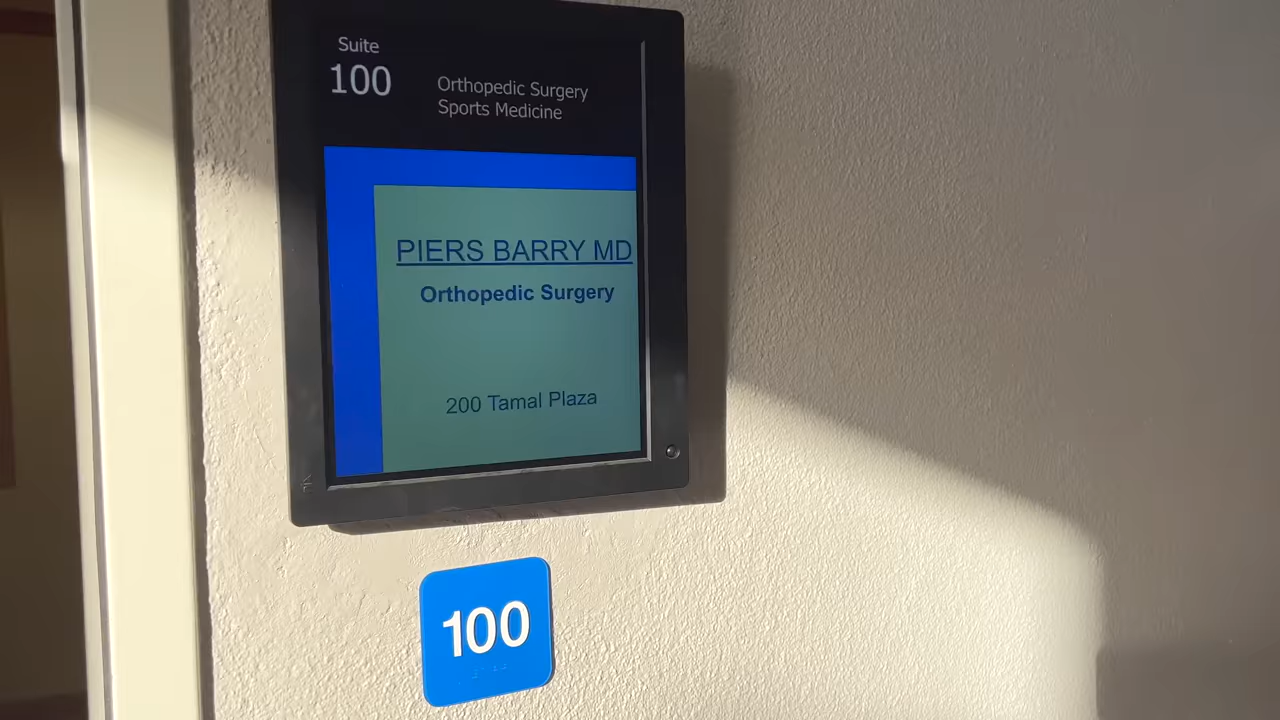 Suite
100
Orthopedic Surgery
Sports Medicine
PIERS BARRY MD
Orthopedic Surgery
200 Tamal Plaza
100